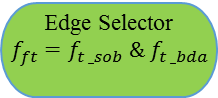 Edge Selector
f_ft = f_t_sob & f_t_bda